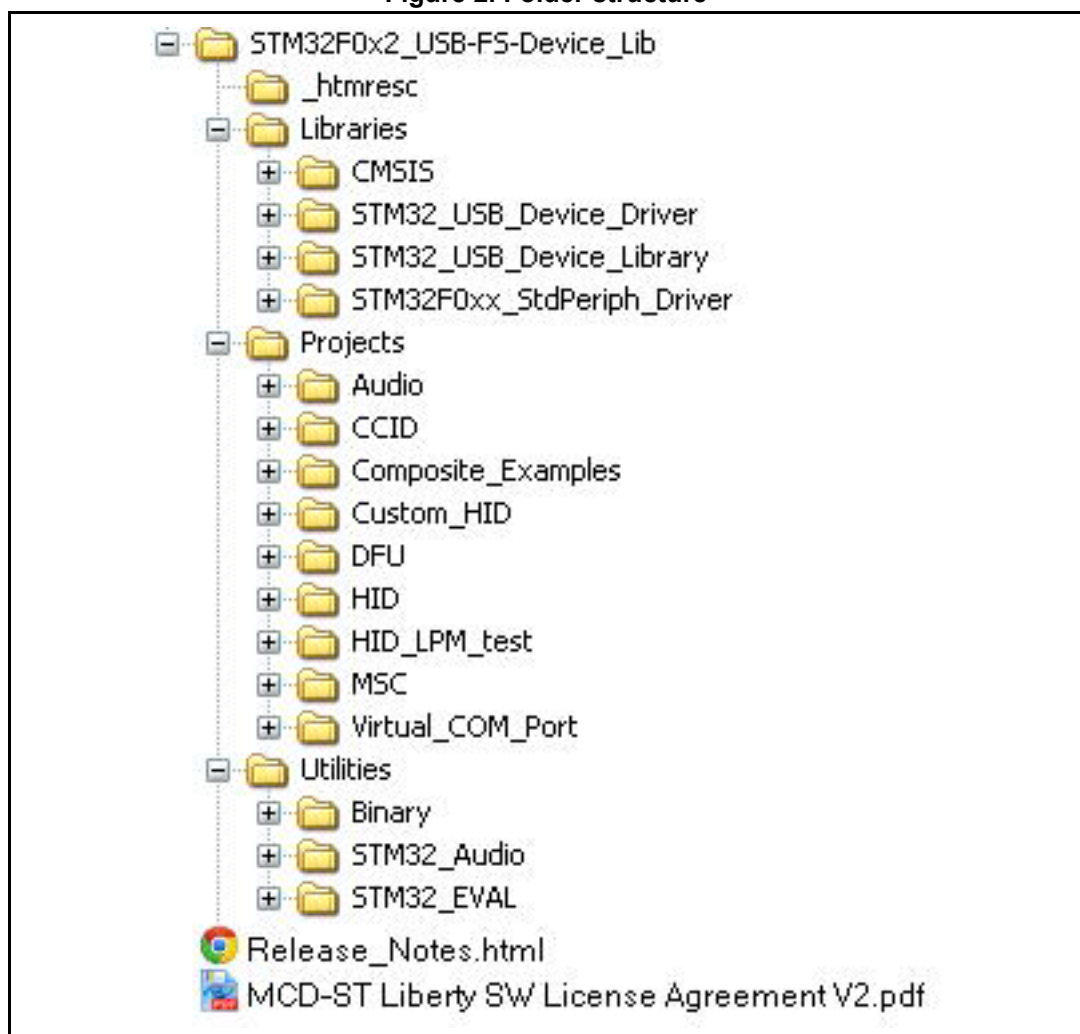 Figure 2. Folder structure
STM32F0x2_USB-FS-Device_Lib
_htmresc
Libraries
CMSIS
STM32_USB_Device_Driver
STM32_USB_Device_Library
STM32F0xx_StdPeriph_Driver
Projects
Audio
CCID
Composite_Examples
Custom_HID
DFU
HID
HID_LPM_test
MSC
Virtual_COM_Port
Utilities
Binary
STM32_Audio
STM32_EVAL
Release_Notes.html
MCD-ST Liberty SW License Agreement V2.pdf